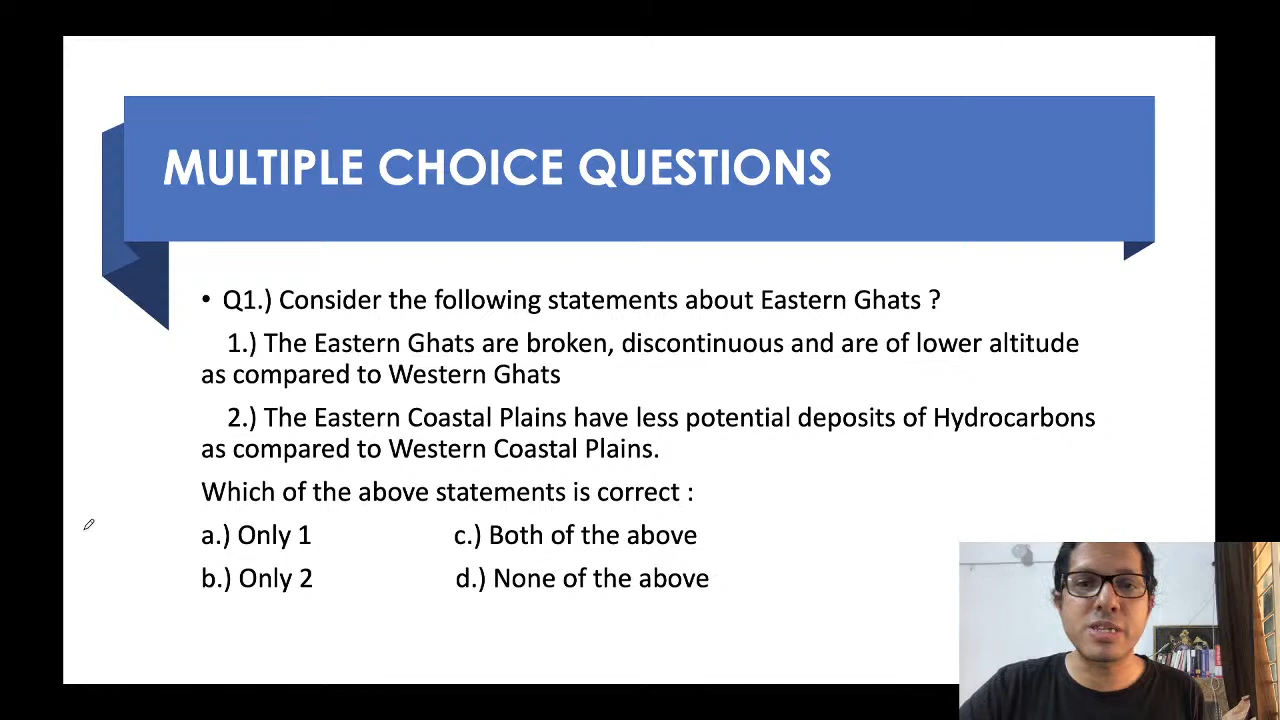 MULTIPLE CHOICE QUESTIONS
• Q1.) Consider the following statements about Eastern Ghats ?
1.) The Eastern Ghats are broken, discontinuous and are of lower altitude
as compared to Western Ghats
2.) The Eastern Coastal Plains have less potential deposits of Hydrocarbons
as compared to Western Coastal Plains.
Which of the above statements is correct :
a.) Only 1 c.) Both of the above
b.) Only 2 d.) None of the above